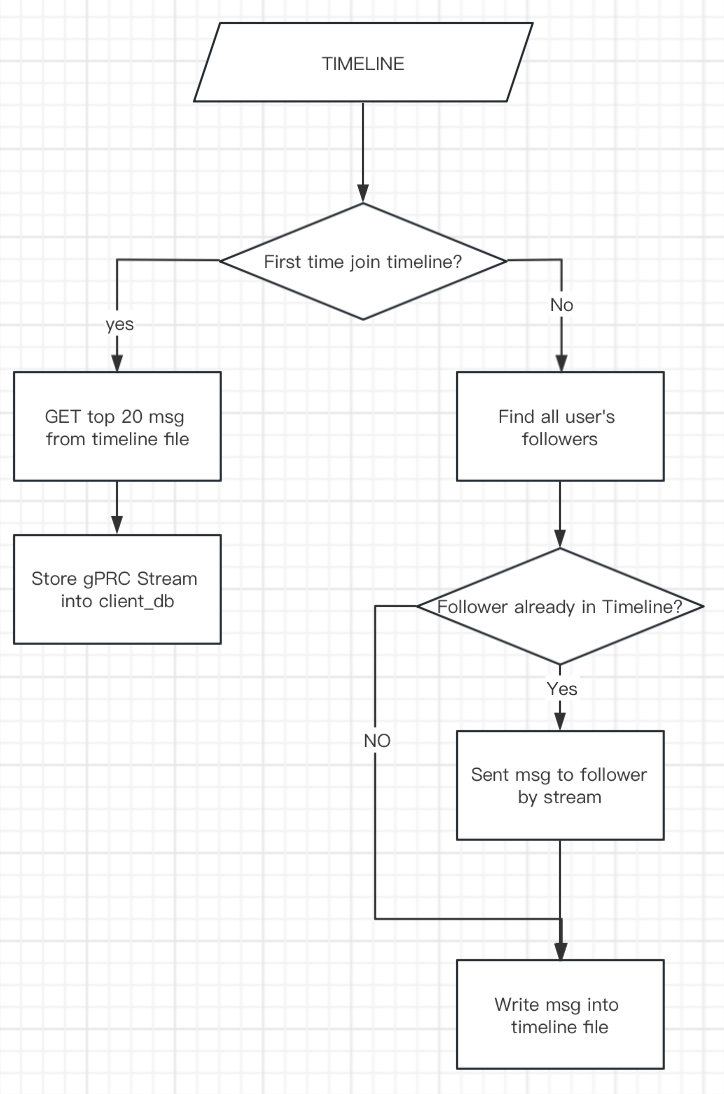 TIMELINE
First time join timeline?
yes
No
GET top 20 msg
from timeline file
Find all user's
followers
Store gPRC Stream
into client_db
Follower already in Timeline?
Yes
NO
Sent msg to follower
by stream
Write msg into
timeline file